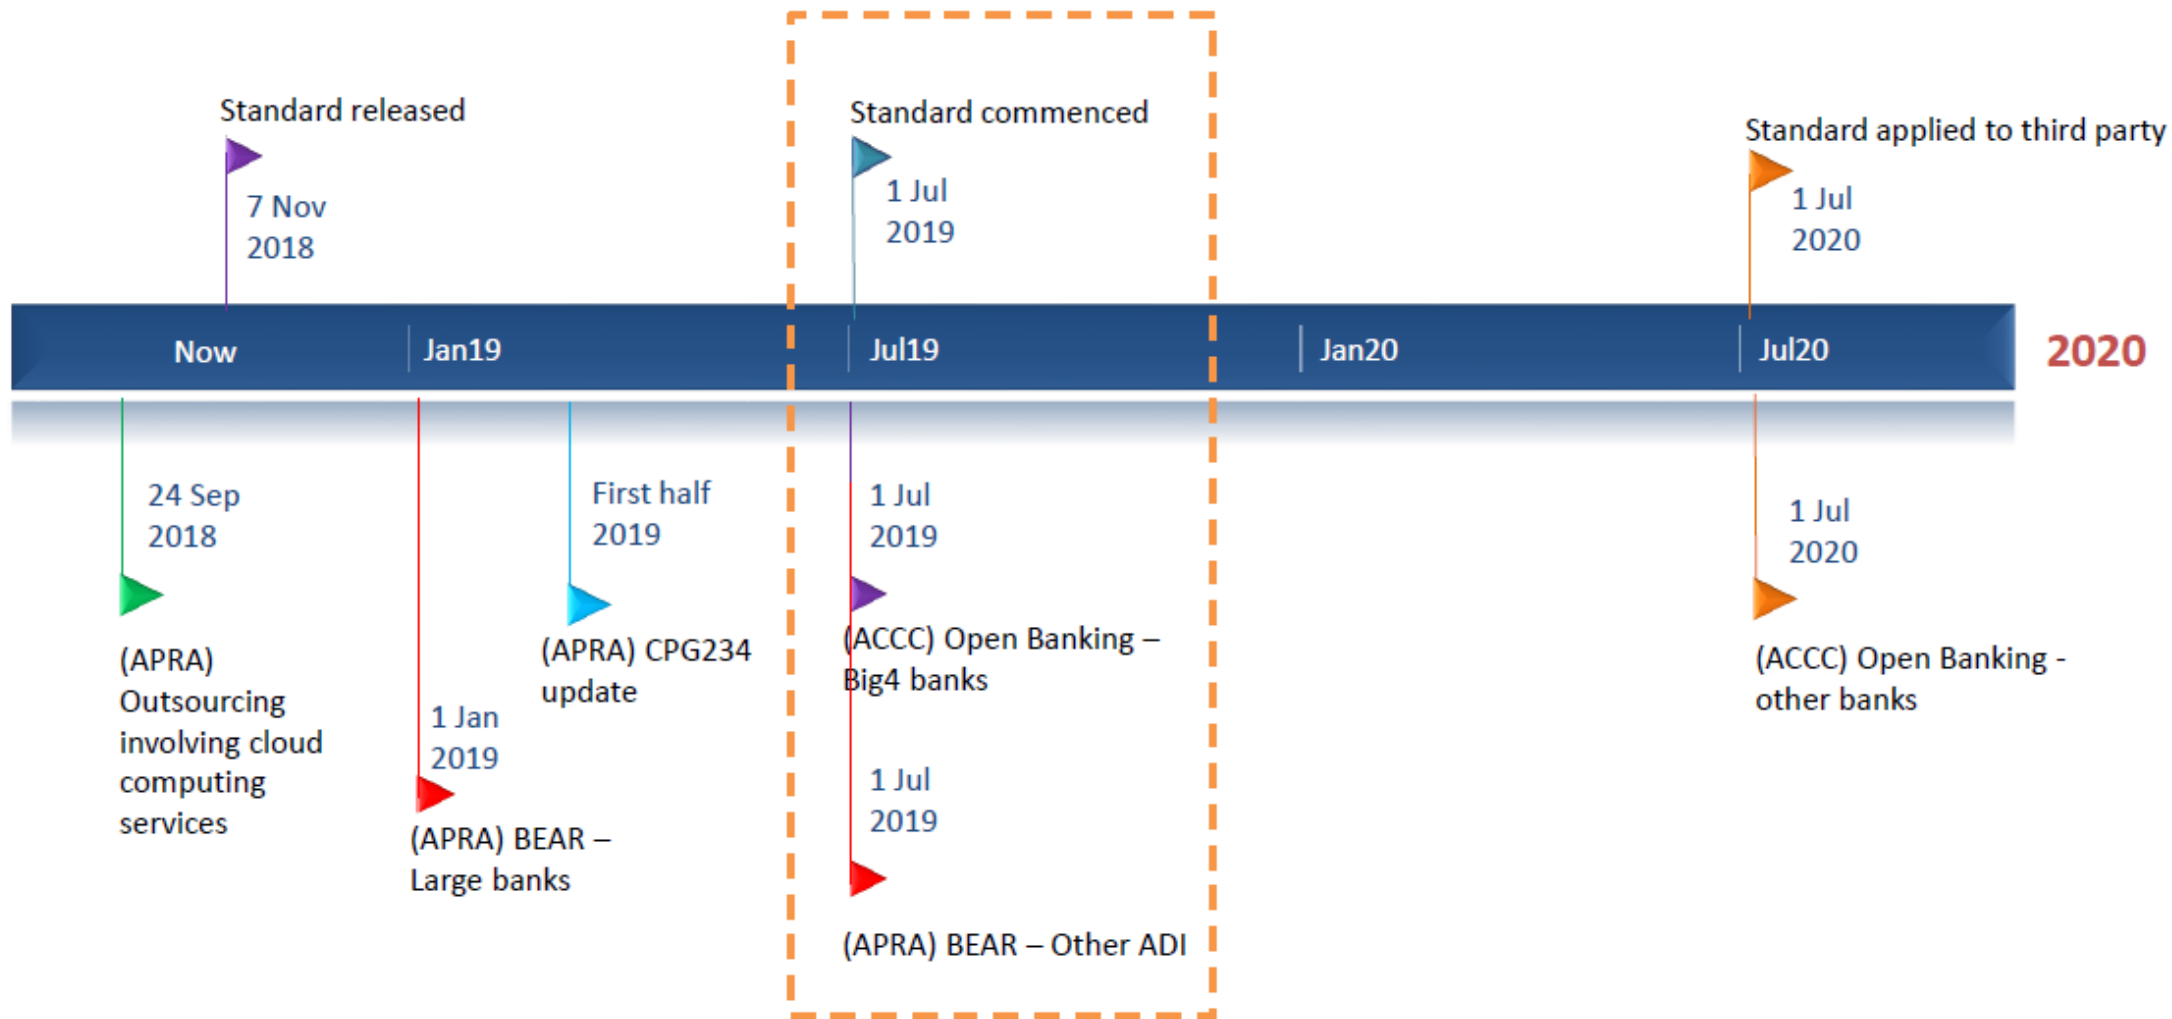 Standard released
7 Nov
2018
Standard commenced
1 Jul
2019
Standard applied to third party
1 Jul
2020
Now
Jan19
Jul19
Jan20
Jul20
2020
24 Sep
2018
(APRA)
Outsourcing
involving cloud
computing
services
1 Jan
2019
(APRA) BEAR –
Large banks
First half
2019
(APRA) CPG234
update
1 Jul
2019
(ACCC) Open Banking –
Big4 banks
1 Jul
2019
(APRA) BEAR – Other ADI
1 Jul
2020
(ACCC) Open Banking -
other banks